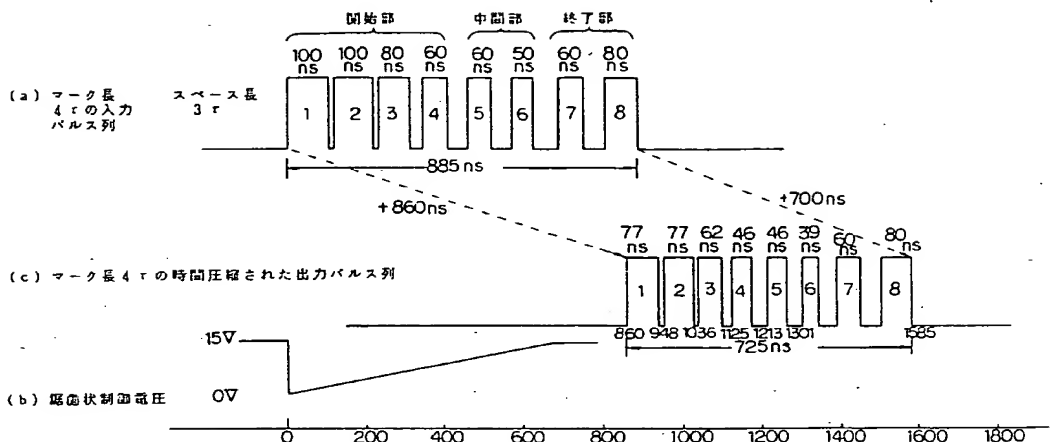 開始部 中間部 終了部
100 ns 100 ns 80 ns 60 ns 60 ns 50 ns 60 ns 80 ns
(a) マーク長 4τの入力 パルス列
スペース長 3τ
1 2 3 4 5 6 7 8
885ns
+860ns
+700ns
77 ns 77 ns 62 ns 46 ns 46 ns 39 ns 60 ns 80 ns
(c) マーク長4τの時間圧縮された出力パルス列
1 2 3 4 5 6 7 8
860 948 1036 1125 1213 1301 1585
725ns
15V
(b) 鋸歯状制御電圧 0V
0 200 400 600 800 1000 1200 1400 1600 1800